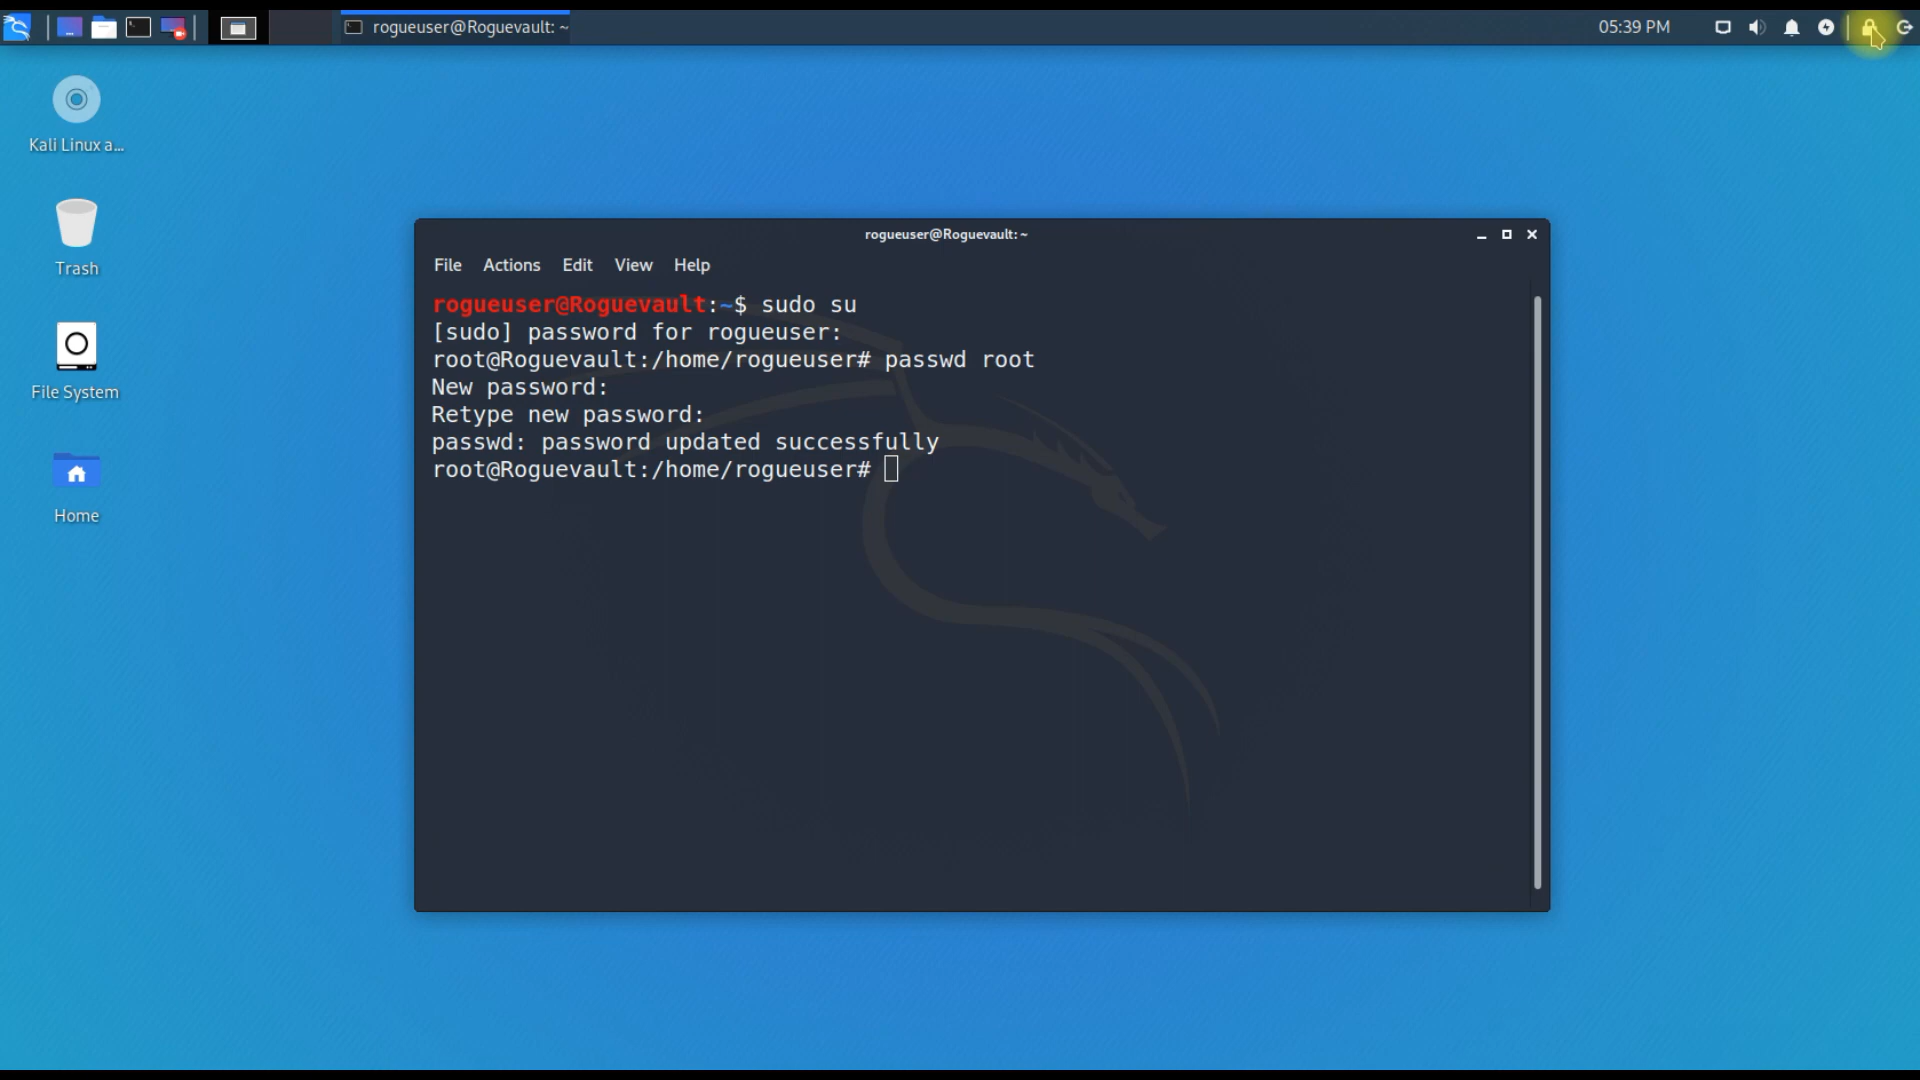 rogueuser@Roguevault: ~
05:39 PM
Kali Linux a...
Trash
File System
Home
rogueuser@Roguevault: ~
File Actions Edit View Help
rogueuser@Roguevault:~$ sudo su
[sudo] password for rogueuser:
root@Roguevault:/home/rogueuser# passwd root
New password:
Retype new password:
passwd: password updated successfully
root@Roguevault:/home/rogueuser#